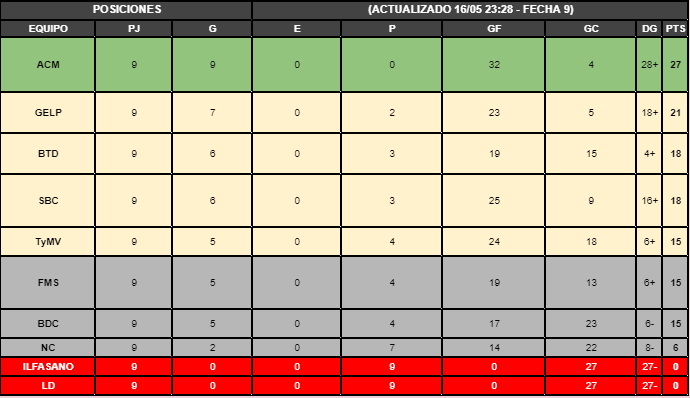 POSICIONES (ACTUALIZADO 16/05 23:28 - FECHA 9)
EQUIPO PJ G E P GF GC DG PTS
ACM 9 9 0 0 32 4 28+ 27
GELP 9 7 0 2 23 5 18+ 21
BTD 9 6 0 3 19 15 4+ 18
SBC 9 6 0 3 25 9 16+ 18
TyMV 9 5 0 4 24 18 6+ 15
FMS 9 5 0 4 19 13 6+ 15
BDC 9 5 0 4 17 23 6- 15
NC 9 2 0 7 14 22 8- 6
ILFASANO 9 0 0 9 0 27 27- 0
LD 9 0 0 9 0 27 27- 0